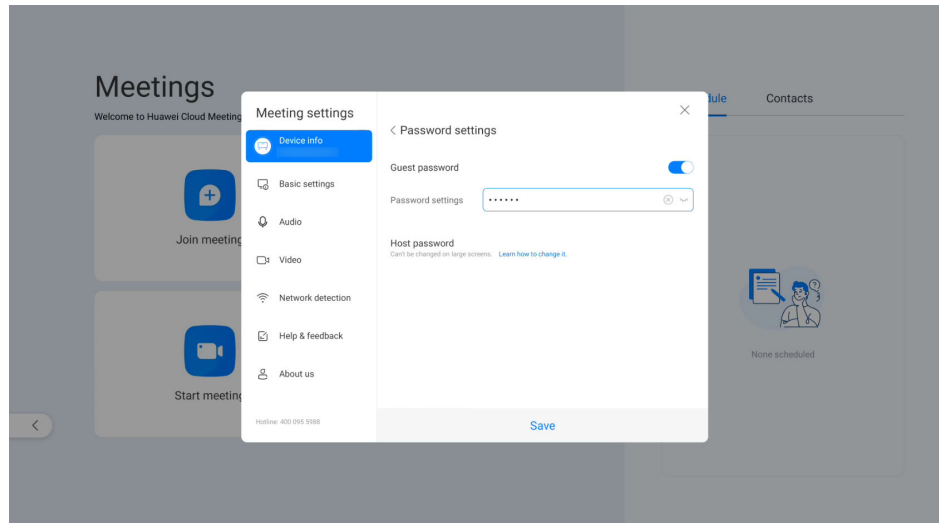 Meetings
Welcome to Huawei Cloud Meeting
Join meeting
Start meeting
Meeting settings
Device info
Basic settings
Audio
Video
Network detection
Help & feedback
About us
Hotline: 400 095 9988
Password settings
Guest password
Password settings ••••••
Host password
Can't be changed on large screens. Learn how to change it.
Save
Contacts
None scheduled